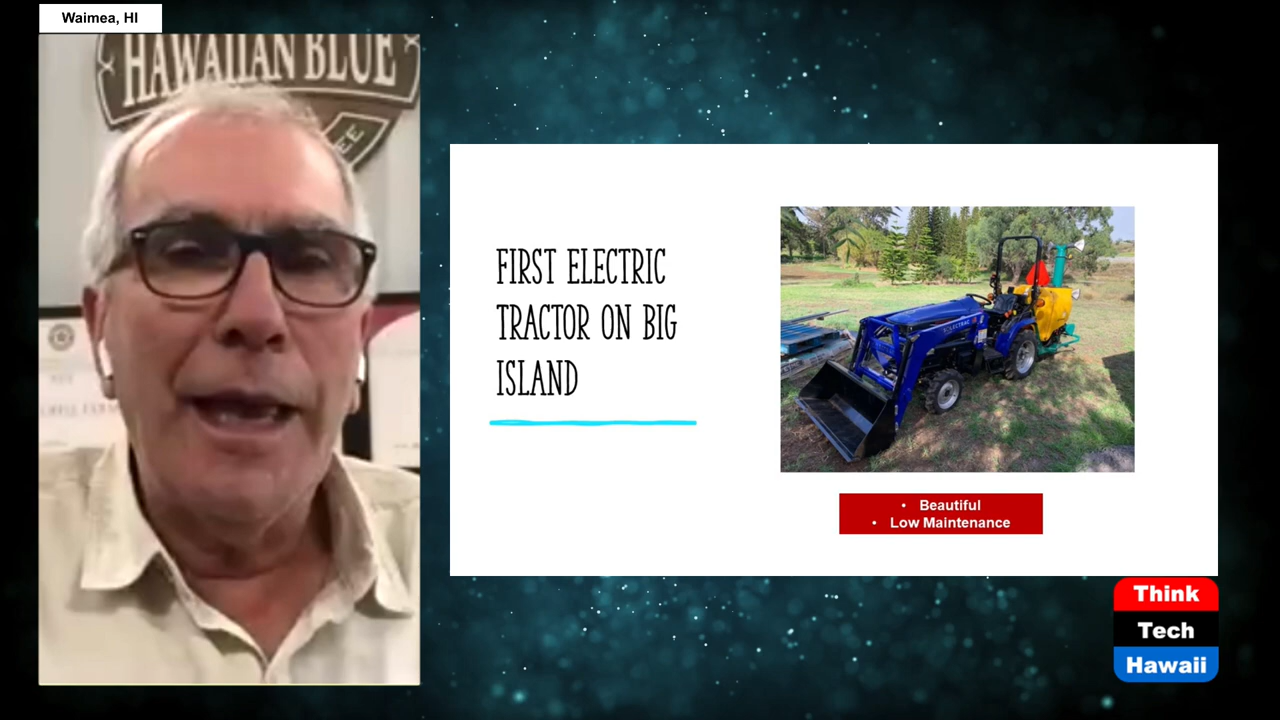 Waimea, HI
HAWAIIAN BLUE
FIRST ELECTRIC
TRACTOR ON BIG
ISLAND
• Beautiful
• Low Maintenance
Think
Tech
Hawaii